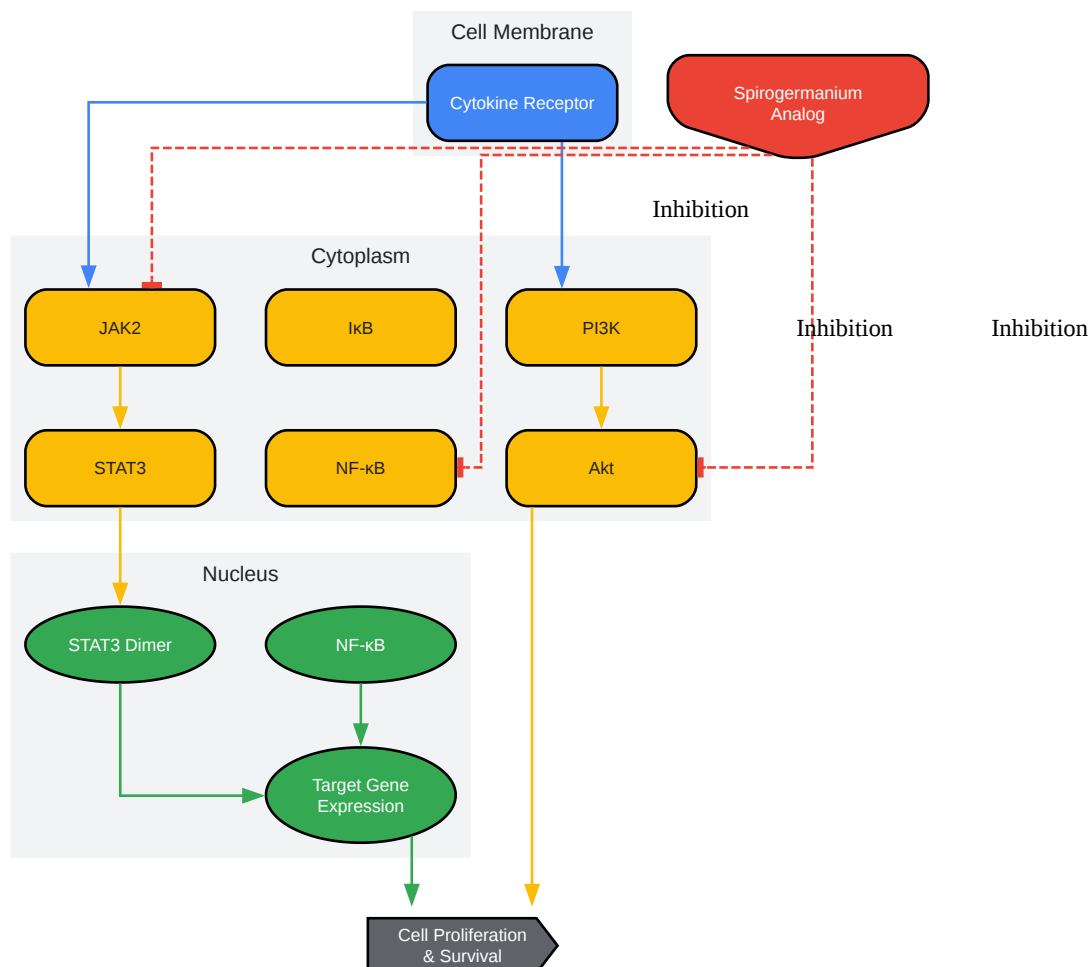 Cell Membrane
Cytokine Receptor
Spirogermanium
Analog
Inhibition
Cytoplasm
JAK2
IκB
PI3K
Inhibition
Inhibition
STAT3
NF-κB
Akt
Nucleus
STAT3 Dimer
NF-κB
Target Gene
Expression
Cell Proliferation
& Survival